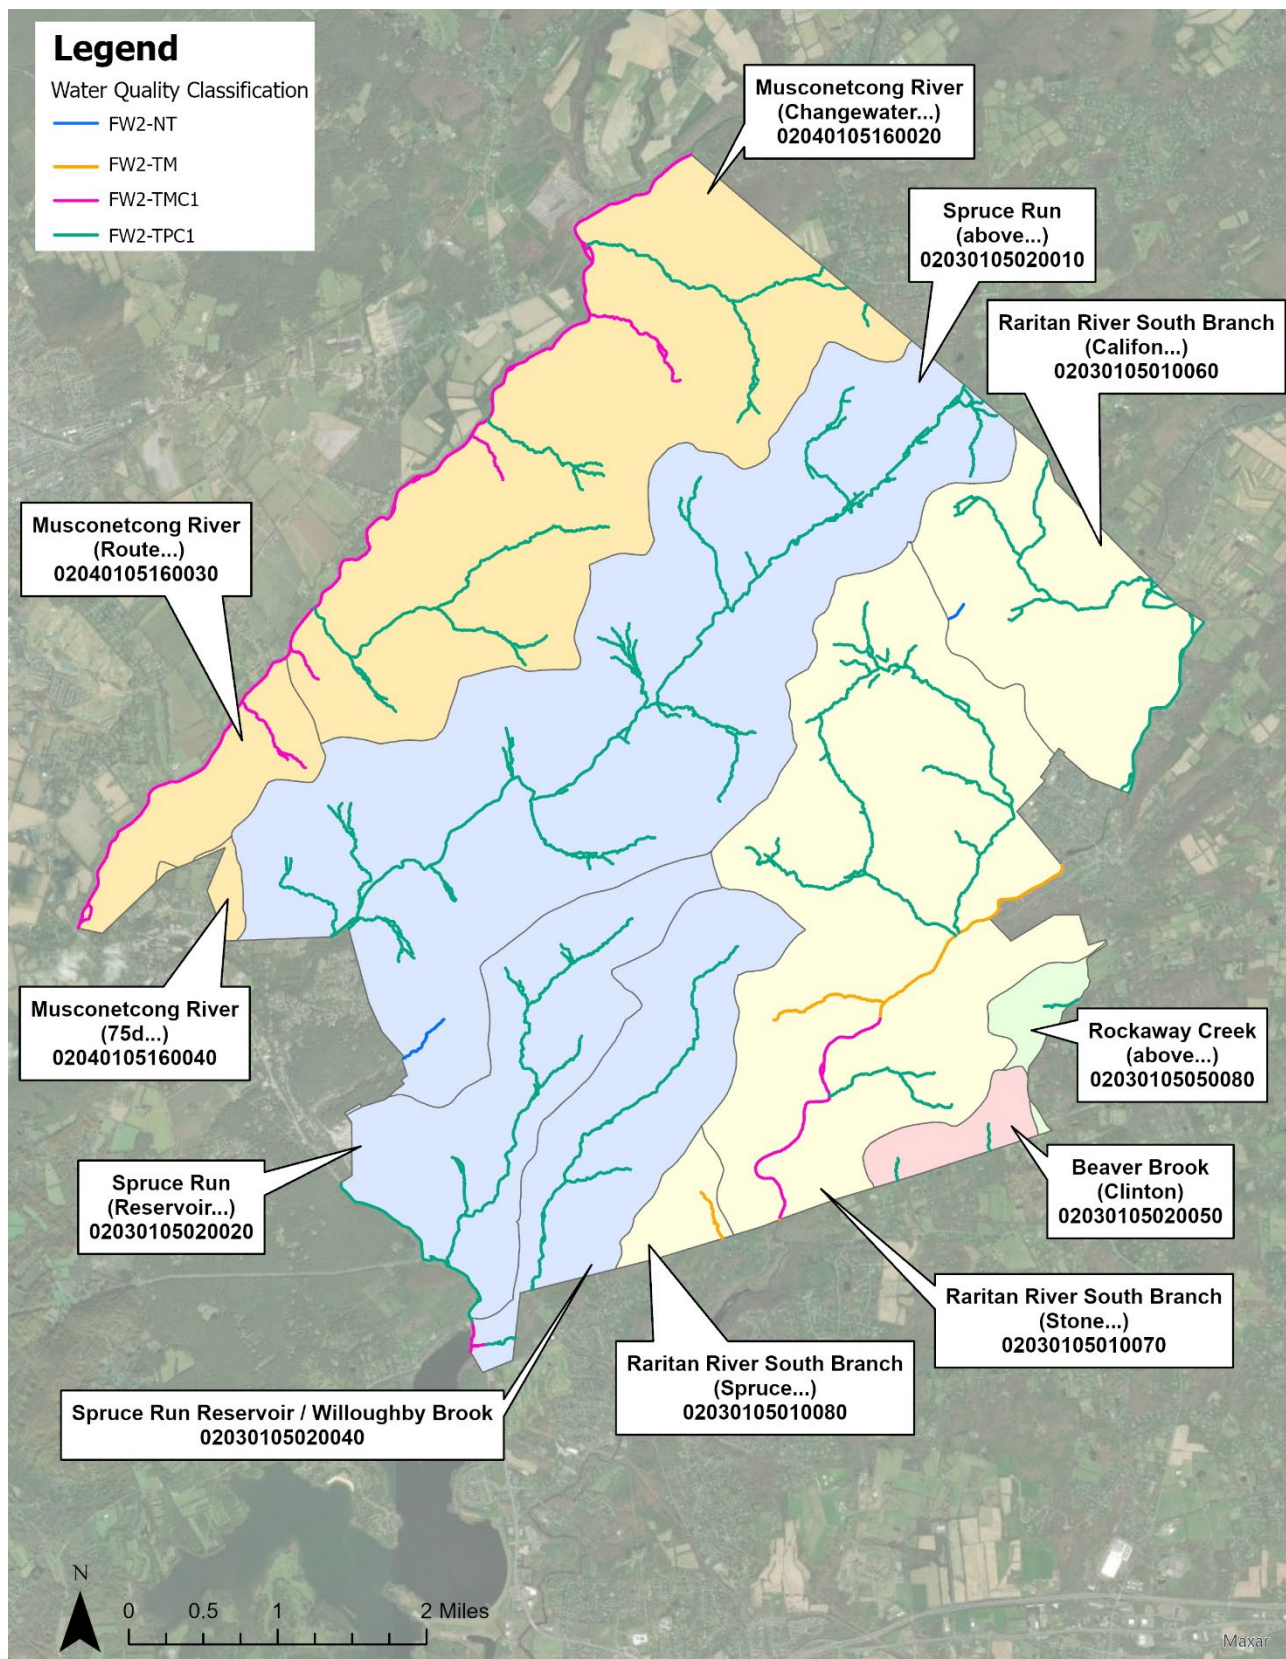 Legend
Water Quality Classification
FW2-NT
FW2-TM
FW2-TMC1
FW2-TPC1
Musconetcong River
(Changewater...)
02040105160020
Spruce Run
(above...)
02030105020010
Raritan River South Branch
(Califon...)
02030105010060
Musconetcong River
(Route...)
02040105160030
Musconetcong River
(75d...)
02040105160040
Rockaway Creek
(above...)
02030105050080
Spruce Run
(Reservoir...)
02030105020020
Beaver Brook
(Clinton)
02030105020050
Raritan River South Branch
(Stone...)
02030105010070
Raritan River South Branch
(Spruce...)
02030105010080
Spruce Run Reservoir / Willoughby Brook
02030105020040
N
0 0.5 1 2 Miles
Maxar